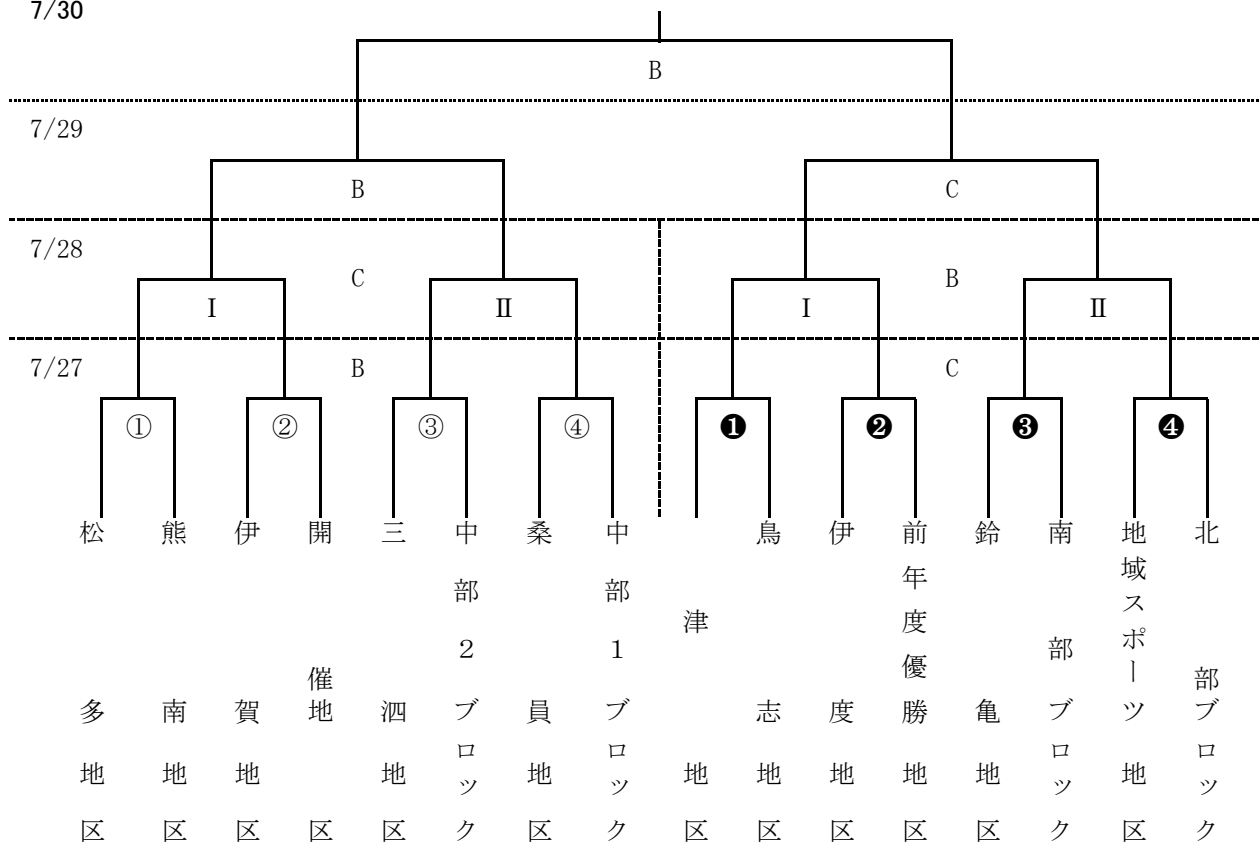 7/30
B
7/29
B
C
7/28
C
B
Ⅰ
Ⅱ
Ⅰ
Ⅱ
7/27
B
C
①
②
③
④
❶
❷
❸
❹
松多地区
熊南地区
伊賀地区
開催地区
三泗地区
中部2ブロック
桑員地区
中部1ブロック
津地区
鳥志地区
伊度地区
前年度優勝地区
鈴亀地区
南部ブロック
地域スポーツ地区
北部ブロック